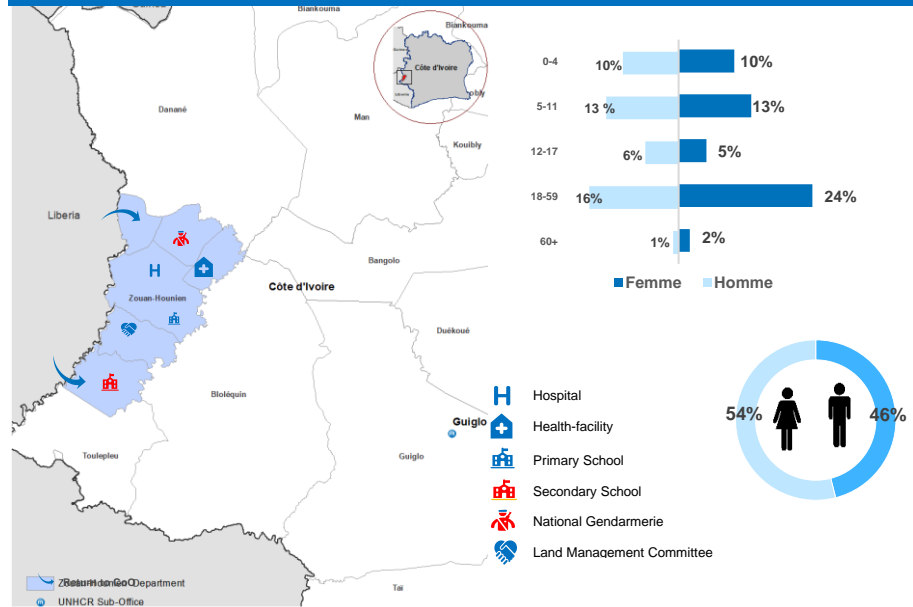 Biankouma
Biankouma
Biankouma
Côte d'Ivoire
Danané
Man
Kouibly
Liberia
Bangolo
Zouan-Hounien
Côte d'Ivoire
Duékoué
Bloléquin
Guiglo
Guiglo
Toulepleu
Taï
Department
UNHCR Sub-Office
0-4
10%
10%
5-11
13 %
13%
12-17
6%
5%
18-59
16%
24%
60+
1%
2%
Femme
Homme
54%
46%
Hospital
Health-facility
Primary School
Secondary School
National Gendarmerie
Land Management Committee